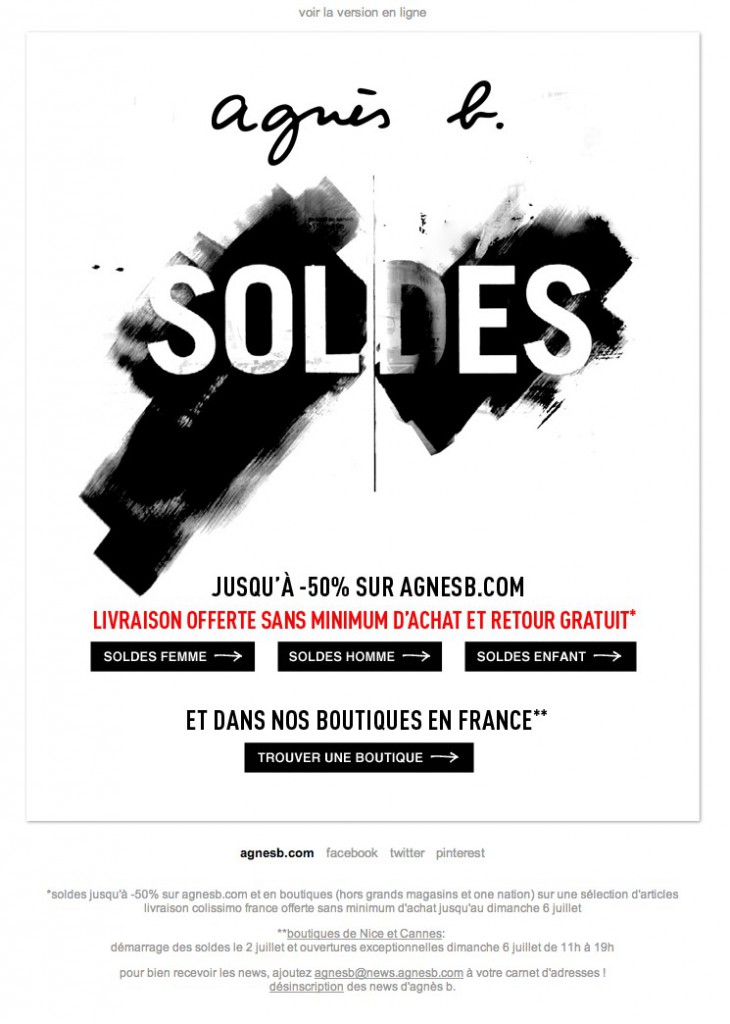 voir la version en ligne
agnès b.
SOLDES
JUSQU'À -50% SUR AGNESB.COM
LIVRAISON OFFERTE SANS MINIMUM D'ACHAT ET RETOUR GRATUIT*
SOLDES FEMME
SOLDES HOMME
SOLDES ENFANT
ET DANS NOS BOUTIQUES EN FRANCE**
TROUVER UNE BOUTIQUE
agnesb.com facebook twitter pinterest
*soldes jusqu'à -50% sur agnesb.com et en boutiques (hors grands magasins et one nation) sur une sélection d'articles
livraison colissimo france offerte sans minimum d'achat jusqu'au dimanche 6 juillet
**boutiques de Nice et Cannes:
démarrage des soldes le 2 juillet et ouvertures exceptionnelles dimanche 6 juillet de 11h à 19h
pour bien recevoir les news, ajoutez agnesb@news.agnesb.com à votre carnet d'adresses !
désinscription des news d'agnès b.